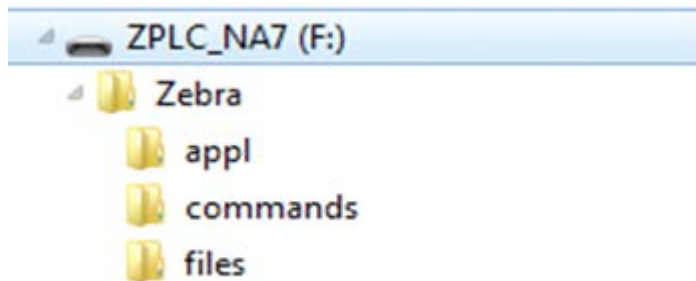 ZPLC_NA7 (F:)
Zebra
appl
commands
files